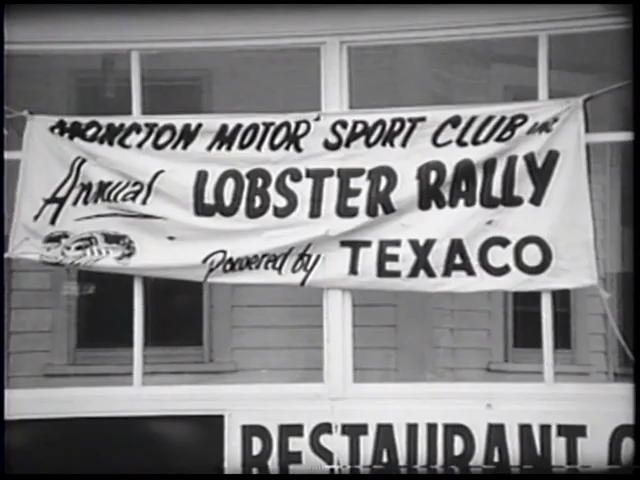 MONCTON MOTOR SPORT CLUB INC
Annual LOBSTER RALLY
Powered by TEXACO
RESTAURANT